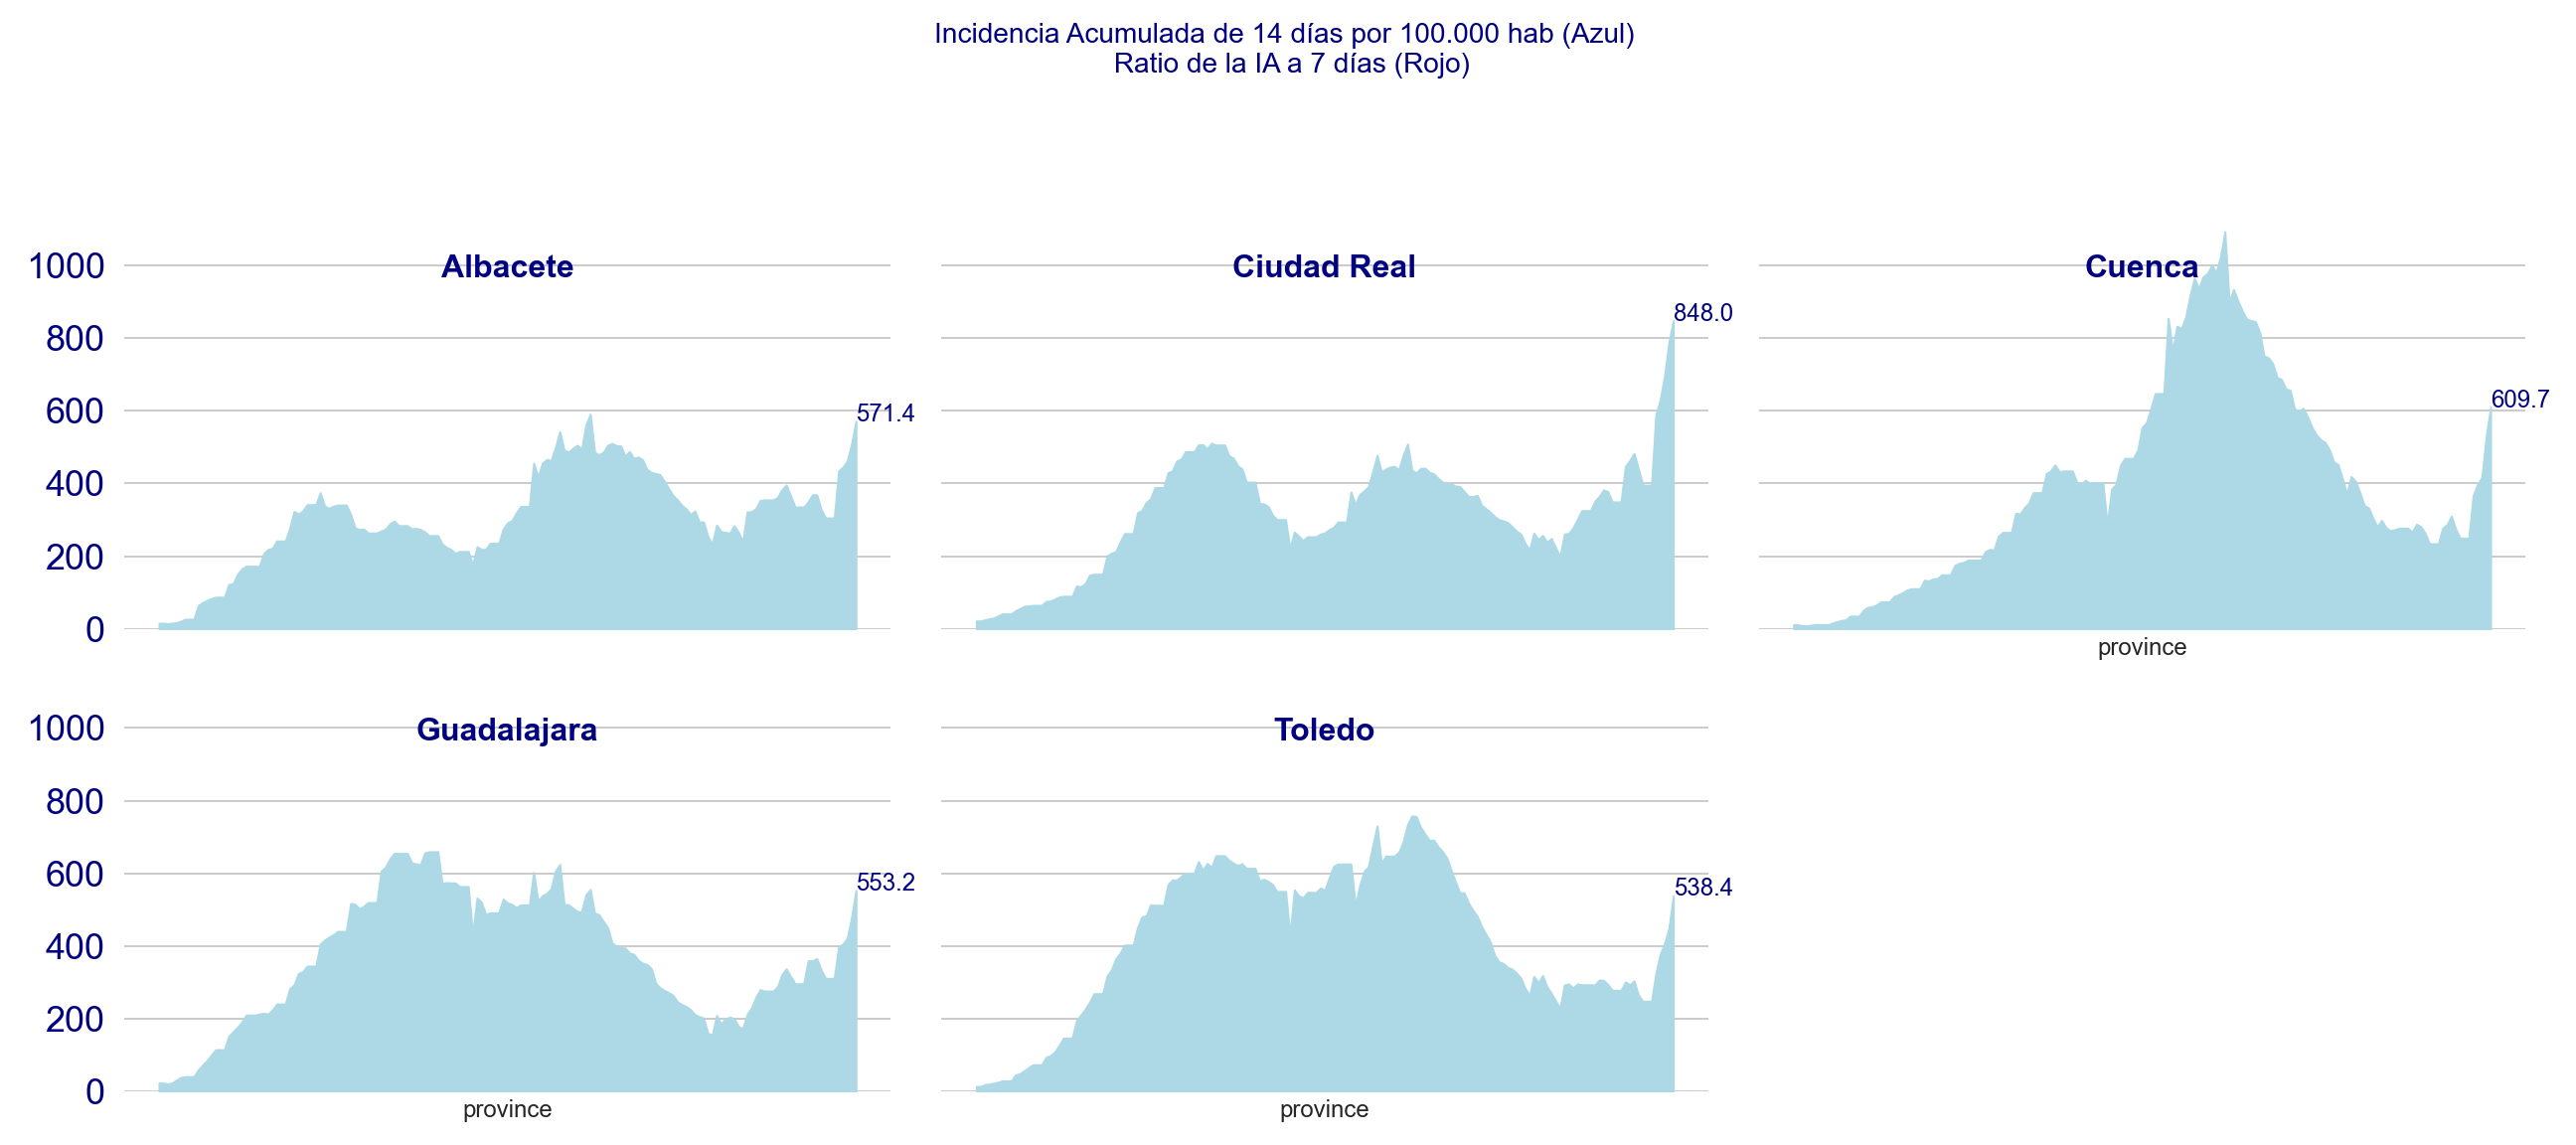 Incidencia Acumulada de 14 días por 100.000 hab (Azul)
Ratio de la IA a 7 días (Rojo)
Albacete
1000
800
600
400
200
0
571.4
Ciudad Real
848.0
Cuenca
609.7
province
Guadalajara
1000
800
600
400
200
0
553.2
province
Toledo
538.4
province